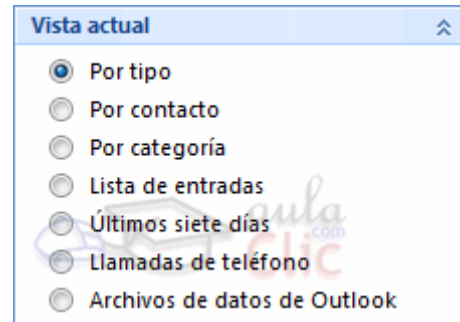 Vista actual
Por tipo
Por contacto
Por categoría
Lista de entradas
Últimos siete días
Llamadas de teléfono
Archivos de datos de Outlook
aula
.com
Clic